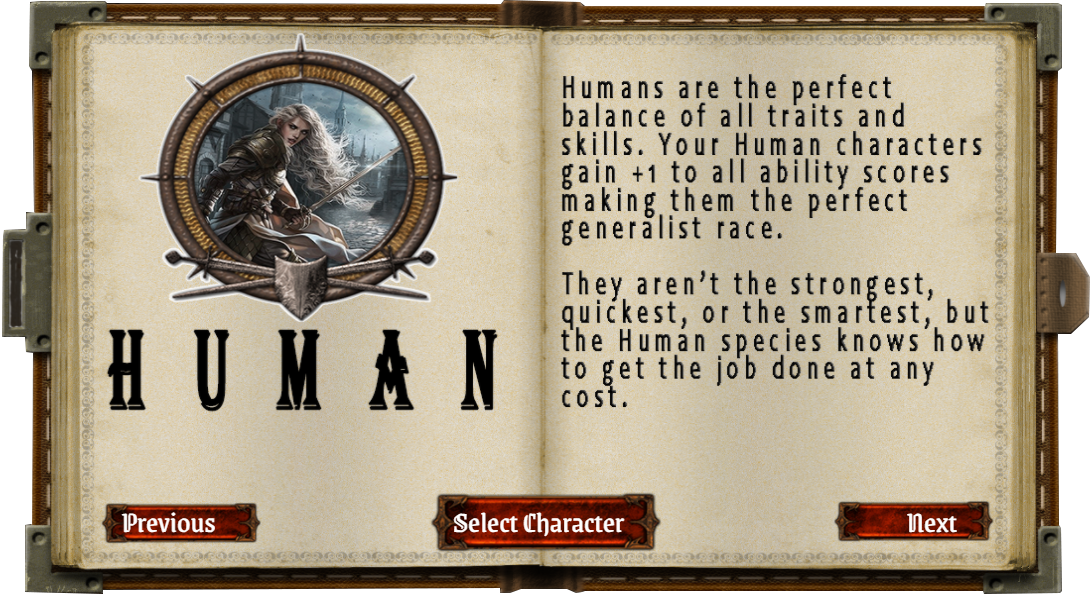 HUMAN
Humans are the perfect
balance of all traits and
skills. Your Human characters
gain +1 to all ability scores
making them the perfect
generalist race.
They aren't the strongest,
quickest, or the smartest, but
the Human species knows how
to get the job done at any
cost.
Previous
Select Character
Next